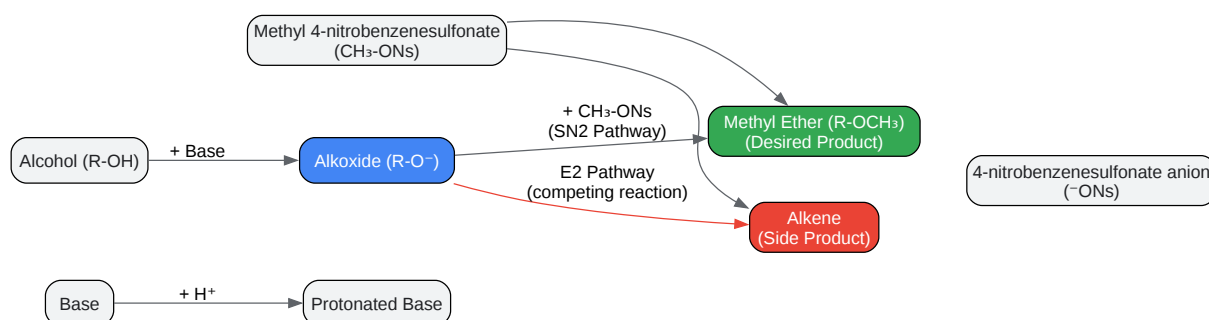 Methyl 4-nitrobenzenesulfonate
(CH₃-ONs)
+ CH₃-ONs
(SN2 Pathway)
Methyl Ether (R-OCH₃)
(Desired Product)
Alcohol (R-OH)
+ Base
Alkoxide (R-O⁻)
E2 Pathway
(competing reaction)
4-nitrobenzenesulfonate anion
(⁻ONs)
Alkene
(Side Product)
Base
+ H⁺
Protonated Base